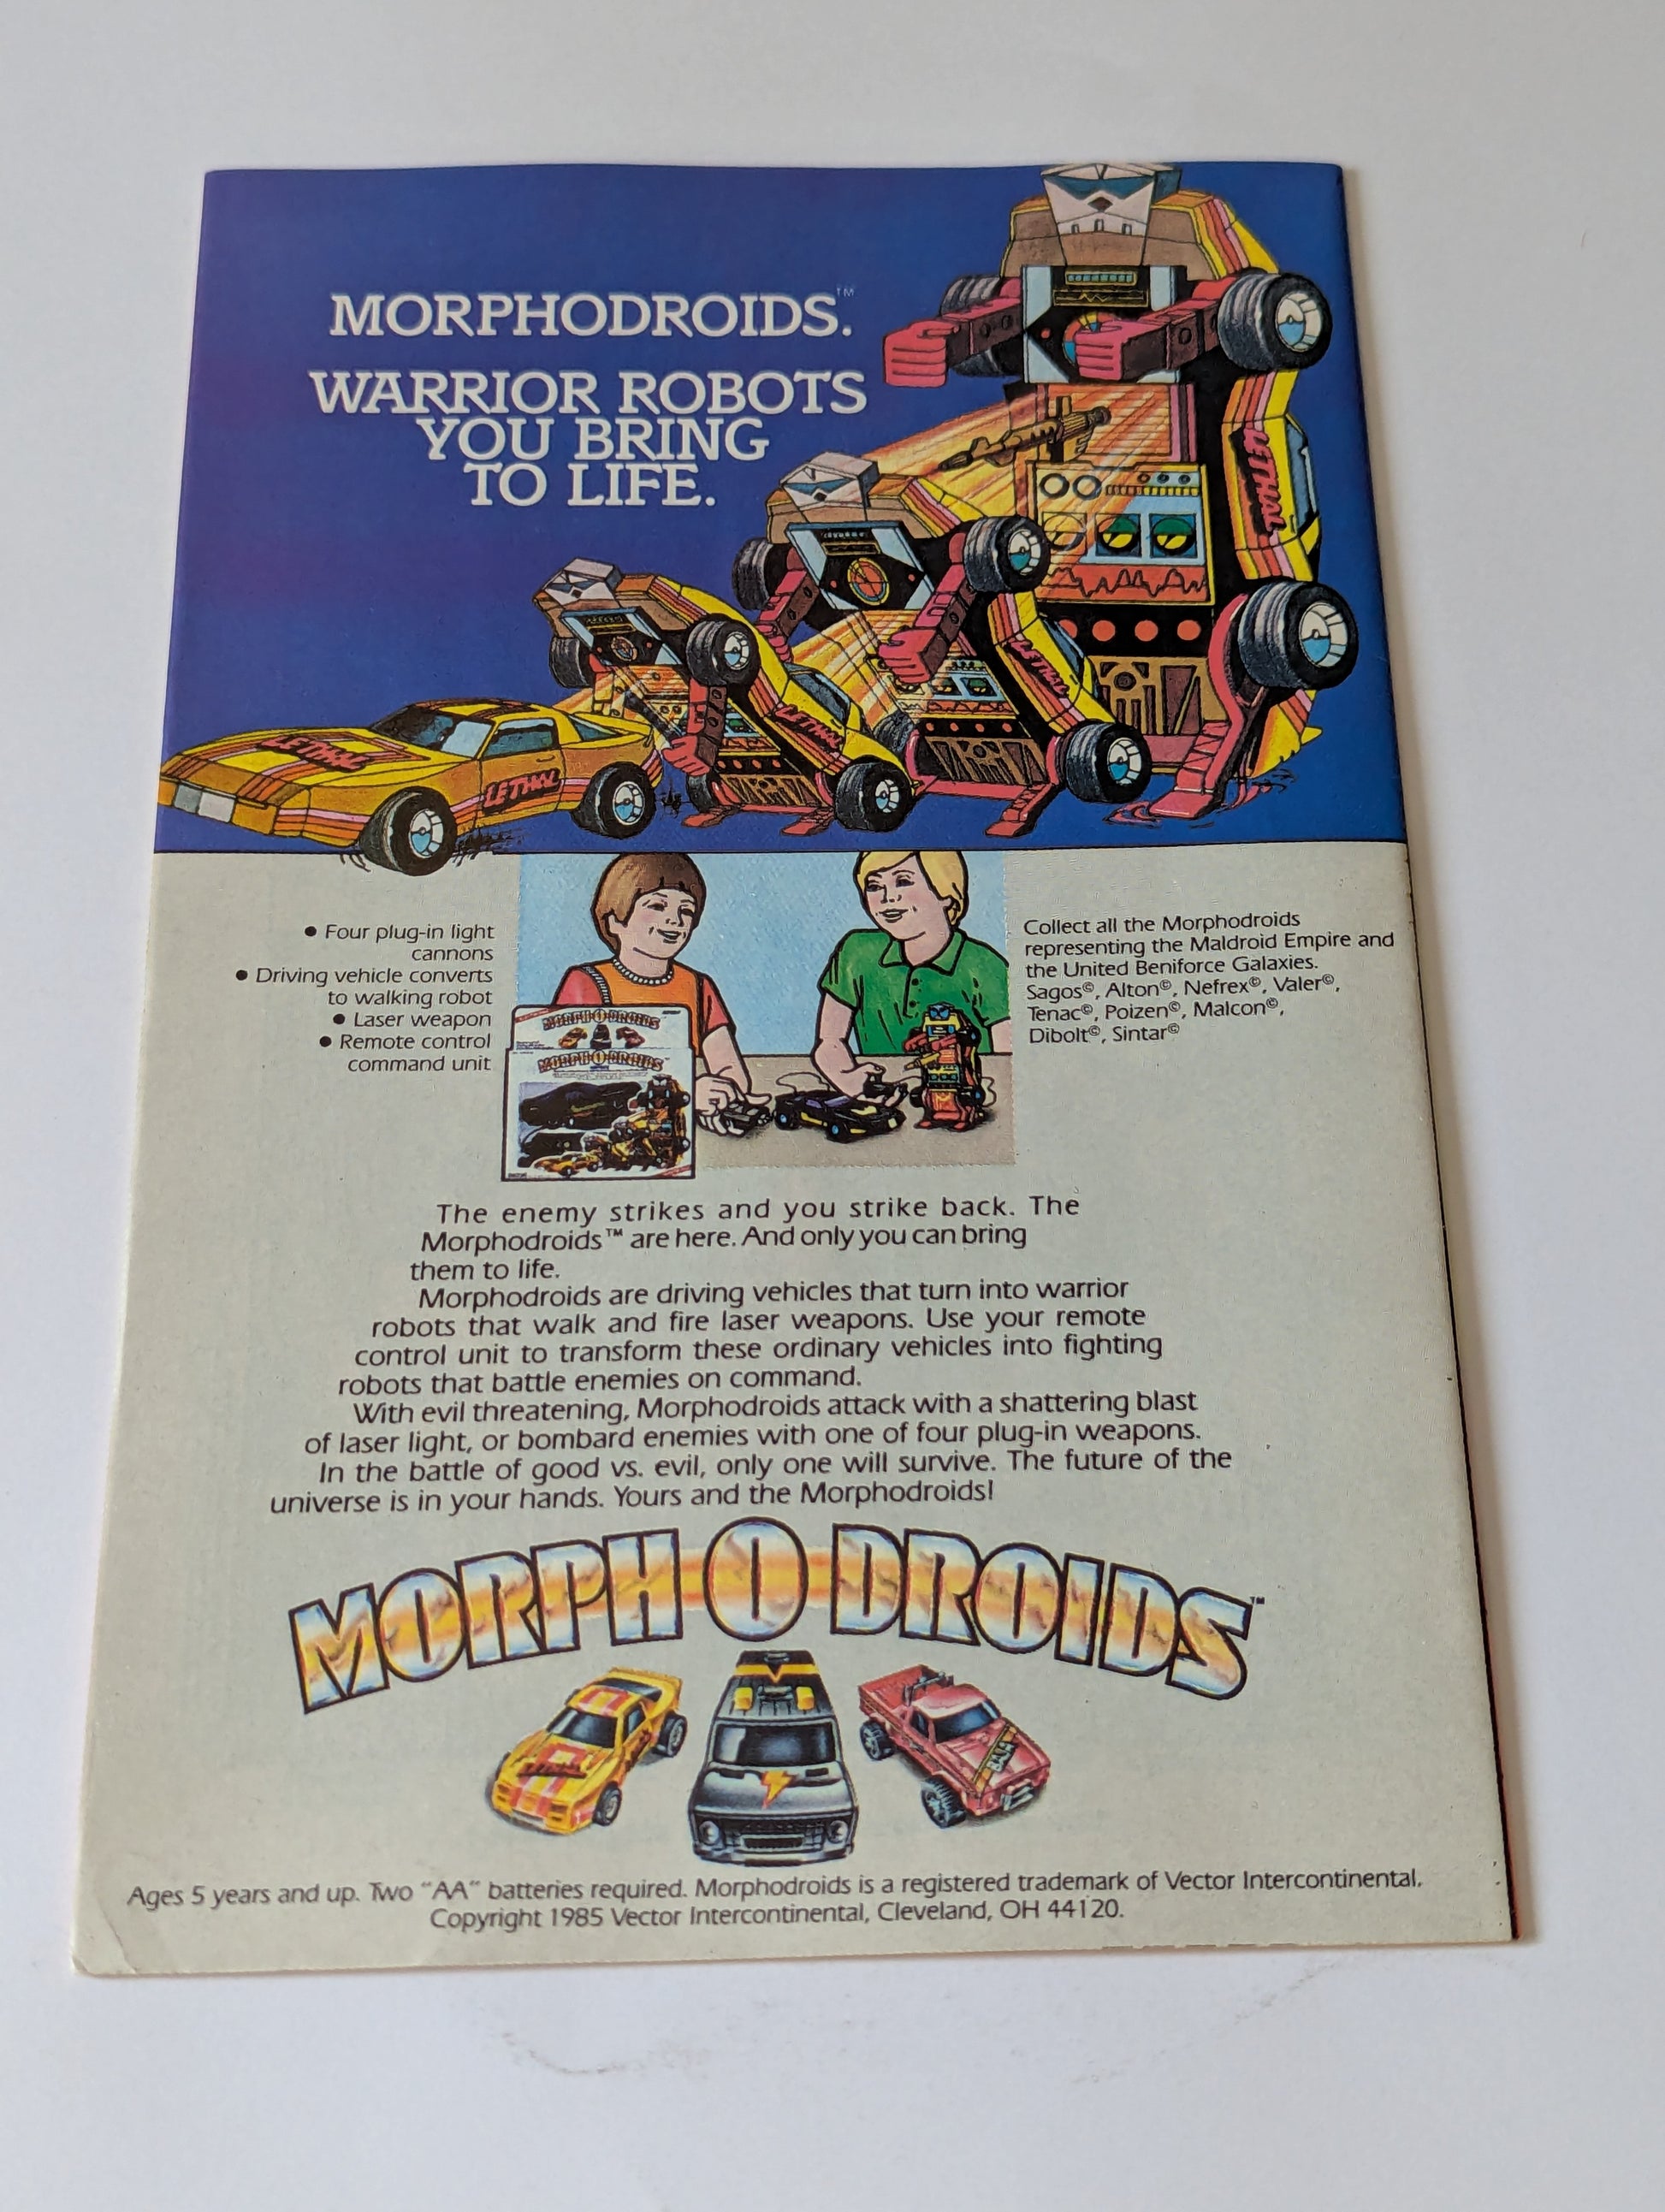 MORPHODROIDS.™
WARRIOR ROBOTS
YOU BRING
TO LIFE.
LETHAL
LETHAL
LETHAL
LETHAL
LETHAL
• Four plug-in light
cannons
• Driving vehicle converts
to walking robot
• Laser weapon
• Remote control
command unit
MORPH-O-DROIDS
MORPH-O-DROIDS
Collect all the Morphodroids
representing the Maldroid Empire and
the United Beniforce Galaxies.
Sagos©, Alton©, Nefrex©, Valer©,
Tenac©, Poizen©, Malcon©,
Dibolt©, Sintar©
The enemy strikes and you strike back. The
Morphodroids™ are here. And only you can bring
them to life.
Morphodroids are driving vehicles that turn into warrior
robots that walk and fire laser weapons. Use your remote
control unit to transform these ordinary vehicles into fighting
robots that battle enemies on command.
With evil threatening, Morphodroids attack with a shattering blast
of laser light, or bombard enemies with one of four plug-in weapons.
In the battle of good vs. evil, only one will survive. The future of the
universe is in your hands. Yours and the Morphodroids!
MORPH O DROIDS™
LETHAL
BAJA
Ages 5 years and up. Two "AA" batteries required. Morphodroids is a registered trademark of Vector Intercontinental.
Copyright 1985 Vector Intercontinental, Cleveland, OH 44120.